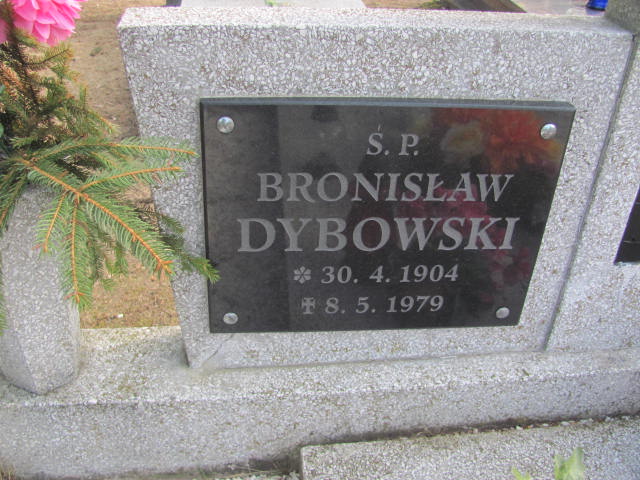 Ś. P.
BRONISŁAW
DYBOWSKI
✽ 30. 4. 1904
✠ 8. 5. 1979